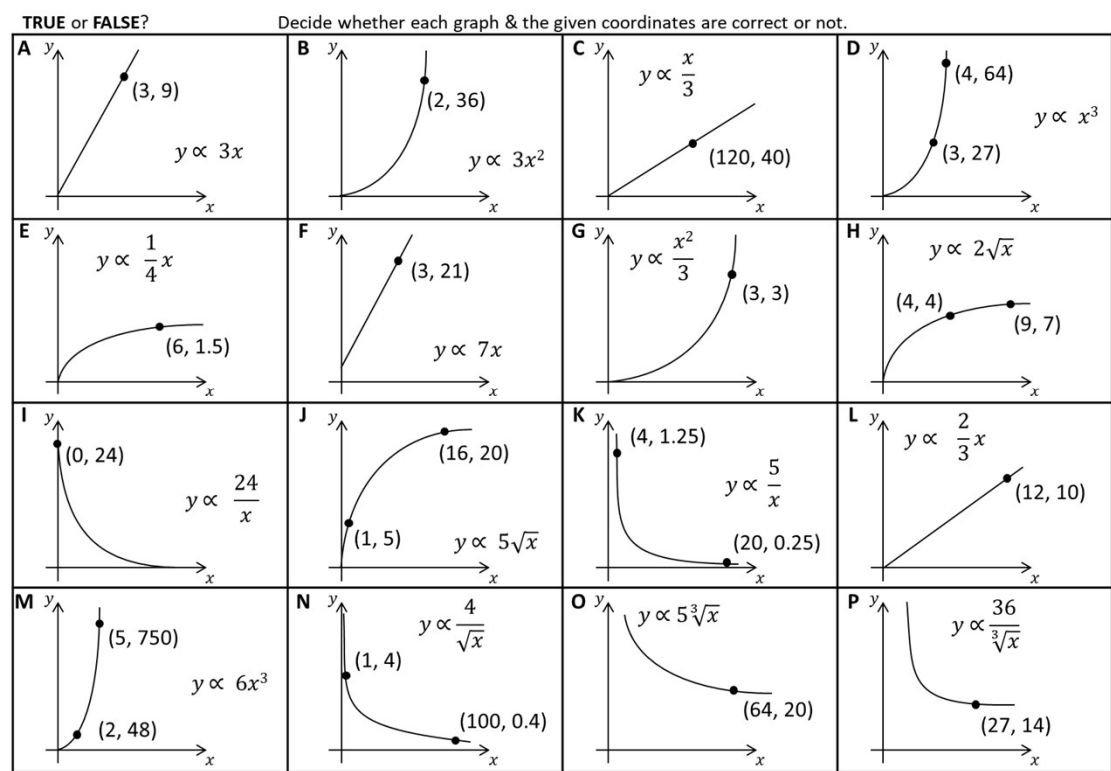 TRUE or FALSE? Decide whether each graph & the given coordinates are correct or not.
A
y
(3, 9)
y ∝ 3x
x
B
y
(2, 36)
y ∝ 3x²
x
C
y
y ∝ x/3
(120, 40)
x
D
y
(4, 64)
y ∝ x³
(3, 27)
x
E
y
y ∝ 1/4 x
(6, 1.5)
x
F
y
(3, 21)
y ∝ 7x
x
G
y
y ∝ x²/3
(3, 3)
x
H
y
y ∝ 2√x
(4, 4)
(9, 7)
x
I
y
(0, 24)
y ∝ 24/x
x
J
y
(16, 20)
(1, 5)
y ∝ 5√x
x
K
y
(4, 1.25)
y ∝ 5/x
(20, 0.25)
x
L
y
y ∝ 2/3 x
(12, 10)
x
M
y
(5, 750)
y ∝ 6x³
(2, 48)
x
N
y
y ∝ 4/√x
(1, 4)
(100, 0.4)
x
O
y
y ∝ 5∛x
(64, 20)
x
P
y
y ∝ 36/∛x
(27, 14)
x